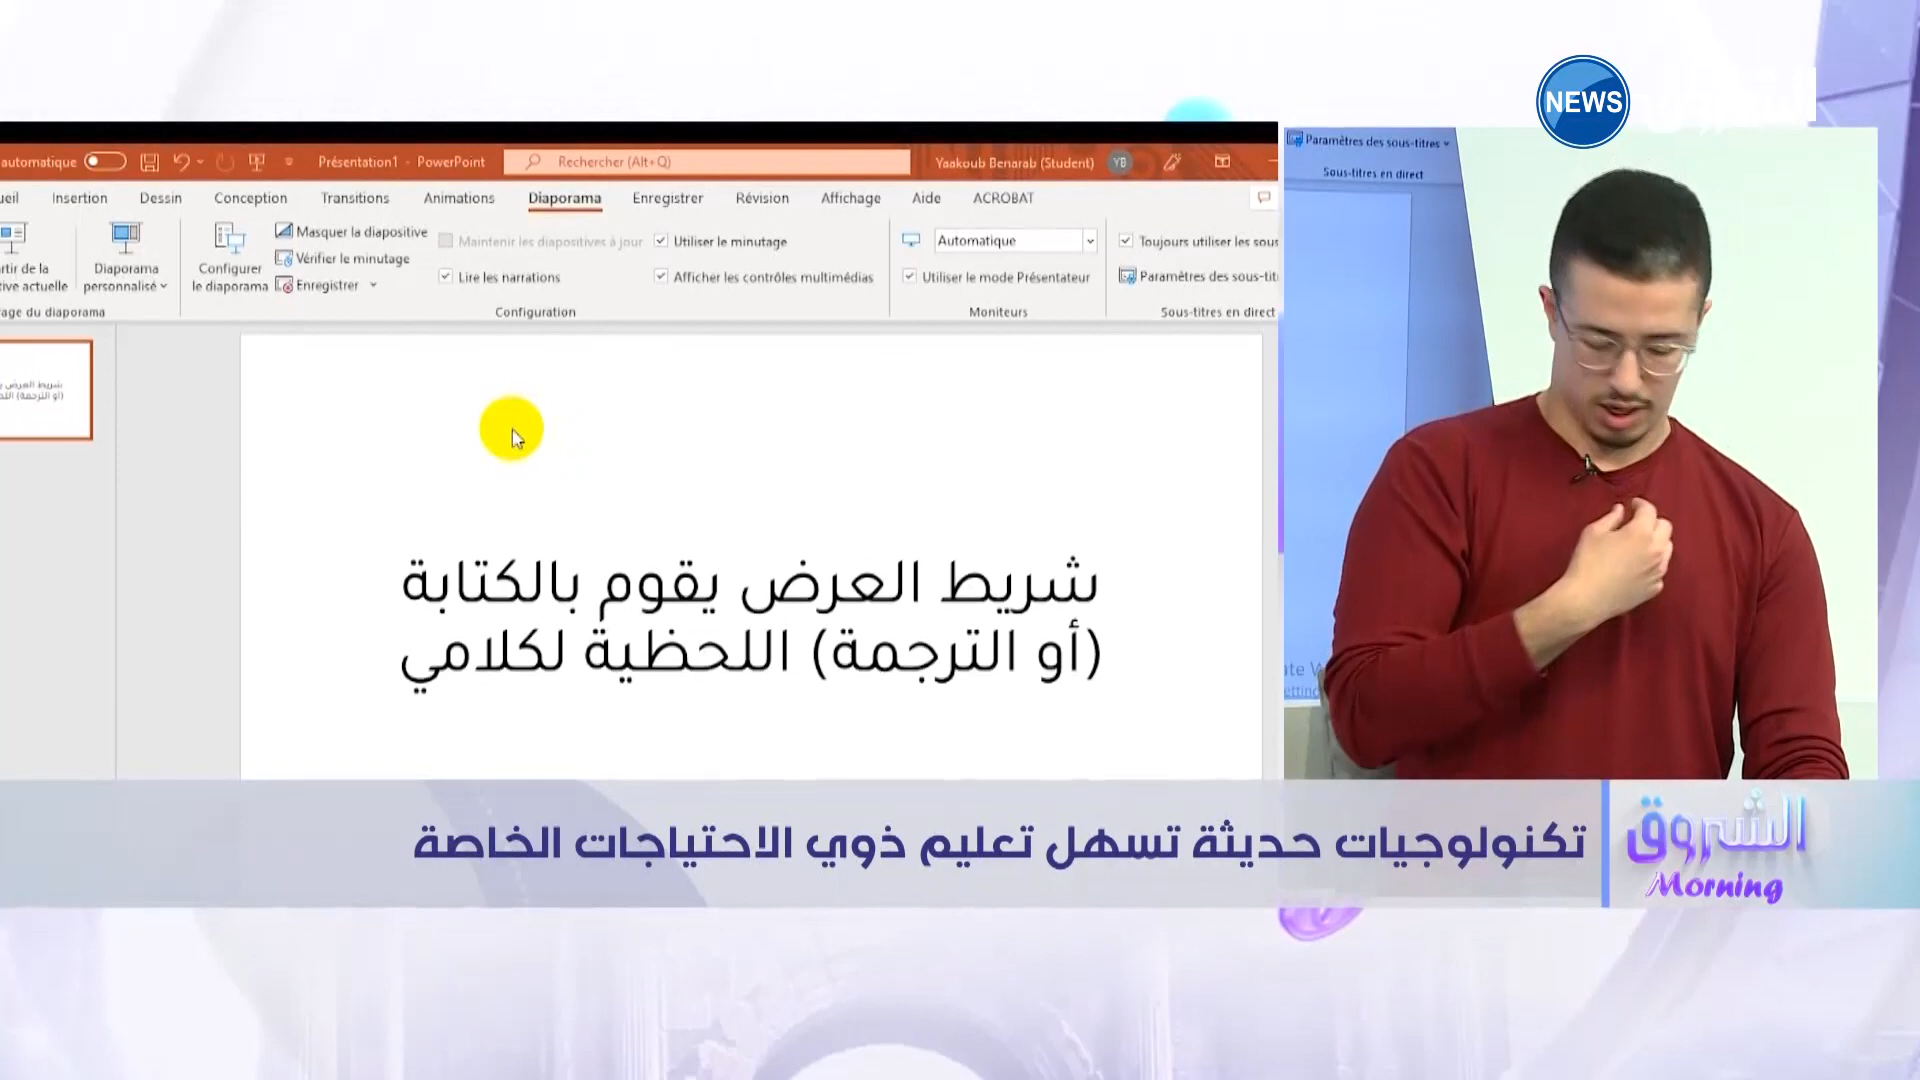 NEWS
automatique
Présentation1 - PowerPoint
Rechercher (Alt+Q)
Yaakoub Benarab (Student)
YB
Insertion
Dessin
Conception
Transitions
Animations
Diaporama
Enregistrer
Révision
Affichage
Aide
ACROBAT
Diaporama
personnalisé
Configurer
le diaporama
Masquer la diapositive
Vérifier le minutage
Enregistrer
Maintenir les diapositives à jour
Lire les narrations
Utiliser le minutage
Afficher les contrôles multimédias
Configuration
Automatique
Utiliser le mode Présentateur
Moniteurs
Toujours utiliser les sous
Paramètres des sous-tit
Sous-titres en direct
Paramètres des sous-titres
Sous-titres en direct
شريط العرض يقوم بالكتابة
(أو الترجمة) اللحظية لكلامي
تكنولوجيات حديثة تسهل تعليم ذوي الاحتياجات الخاصة
الشروق
Morning